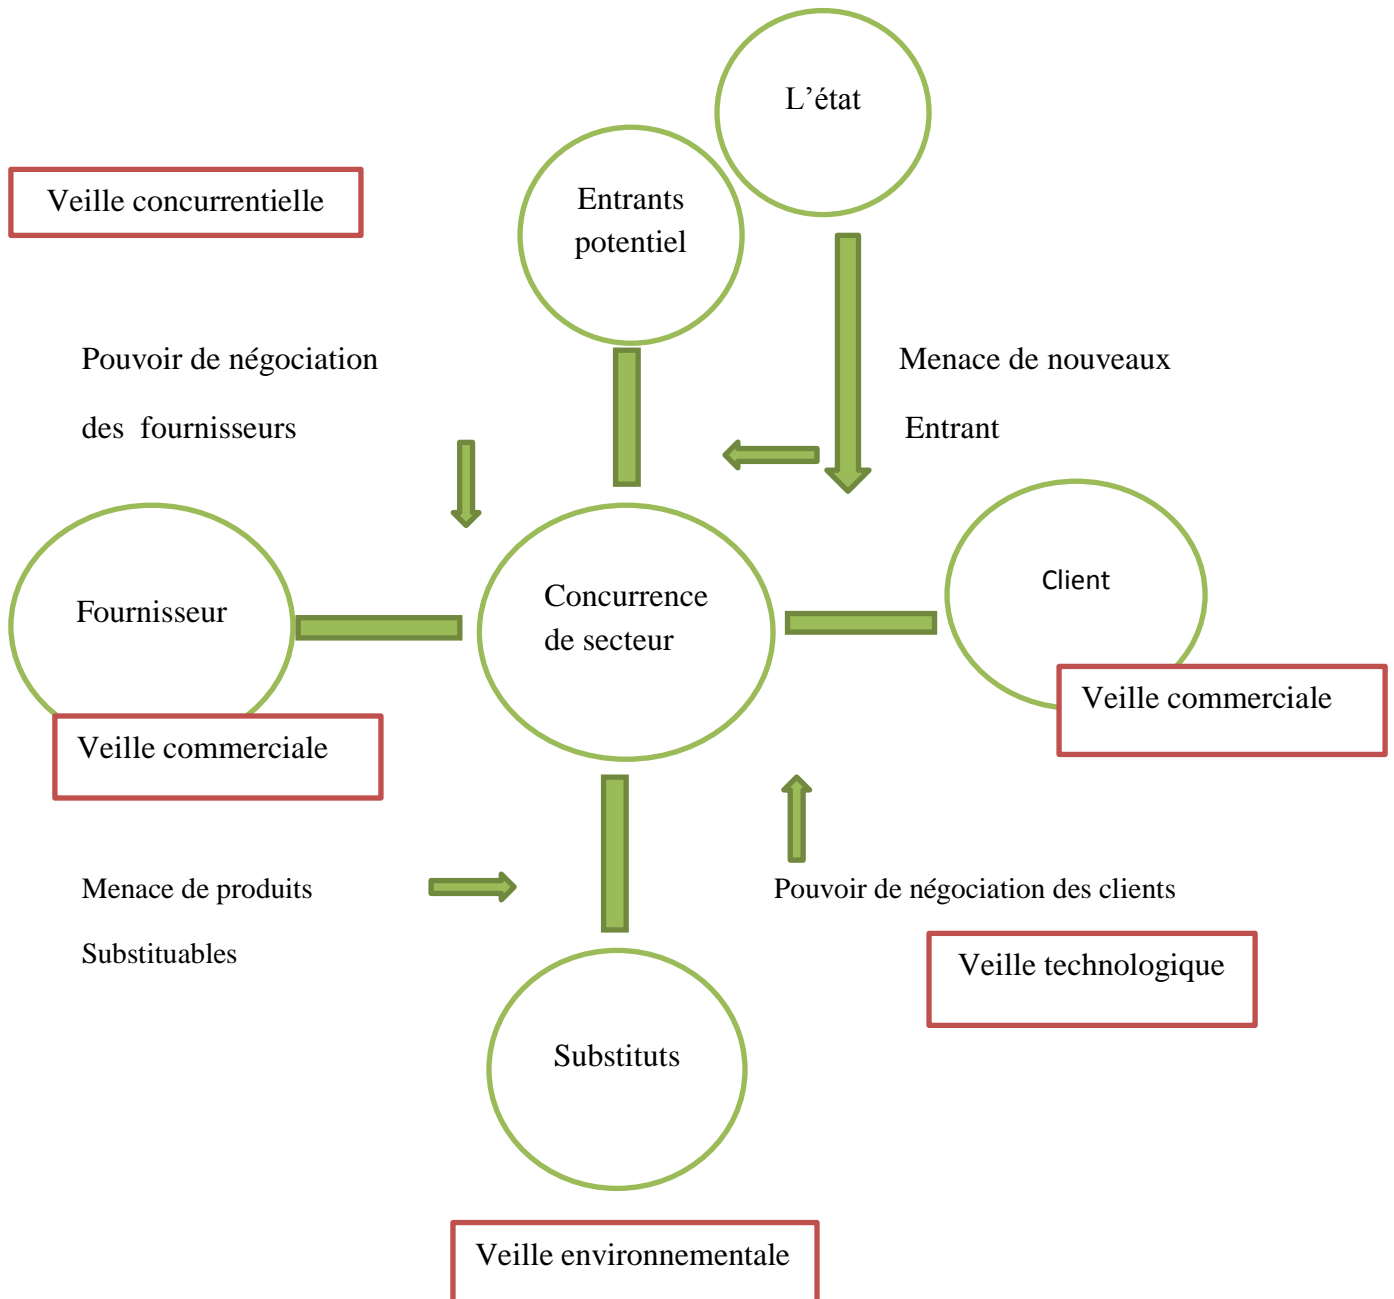 L’état
Entrants
potentiel
Veille concurrentielle
Pouvoir de négociation
des fournisseurs
Menace de nouveaux
Entrant
Fournisseur
Concurrence
de secteur
Client
Veille commerciale
Veille commerciale
Menace de produits
Substituables
Pouvoir de négociation des clients
Veille technologique
Substituts
Veille environnementale